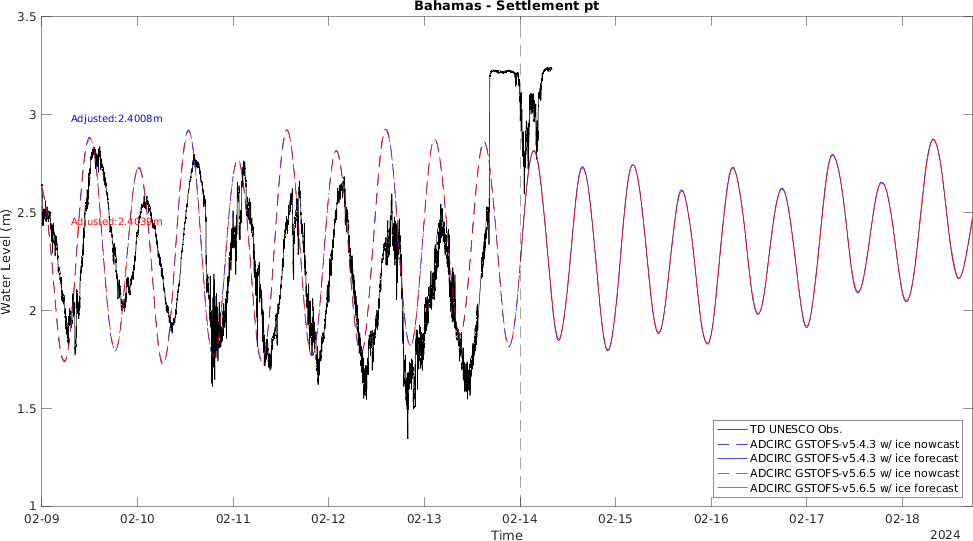 Bahamas - Settlement pt
3.5
3
2.5
2
1.5
1
Water Level (m)
Adjusted:2.4008m
Adjusted:2.4039m
TD UNESCO Obs.
ADCIRC GSTOFS-v5.4.3 w/ ice nowcast
ADCIRC GSTOFS-v5.4.3 w/ ice forecast
ADCIRC GSTOFS-v5.6.5 w/ ice nowcast
ADCIRC GSTOFS-v5.6.5 w/ ice forecast
02-09 02-10 02-11 02-12 02-13 02-14 02-15 02-16 02-17 02-18
Time
2024